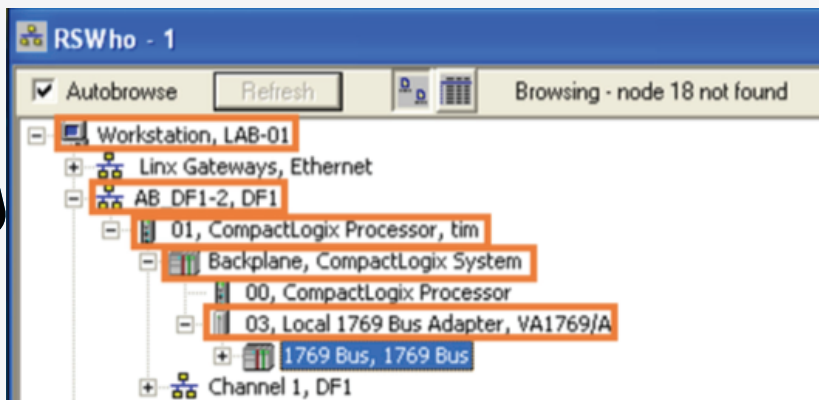 RSWho - 1
Autobrowse Refresh Browsing - node 18 not found
Workstation, LAB-01
Linx Gateways, Ethernet
AB_DF1-2, DF1
01, CompactLogix Processor, tim
Backplane, CompactLogix System
00, CompactLogix Processor
03, Local 1769 Bus Adapter, VA1769/A
1769 Bus, 1769 Bus
Channel 1, DF1